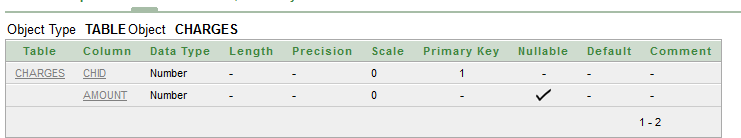 Object Type TABLE Object CHARGES
Table Column Data Type Length Precision Scale Primary Key Nullable Default Comment
CHARGES CHID Number - - 0 1 - - -
AMOUNT Number - - 0 - - -
1 - 2